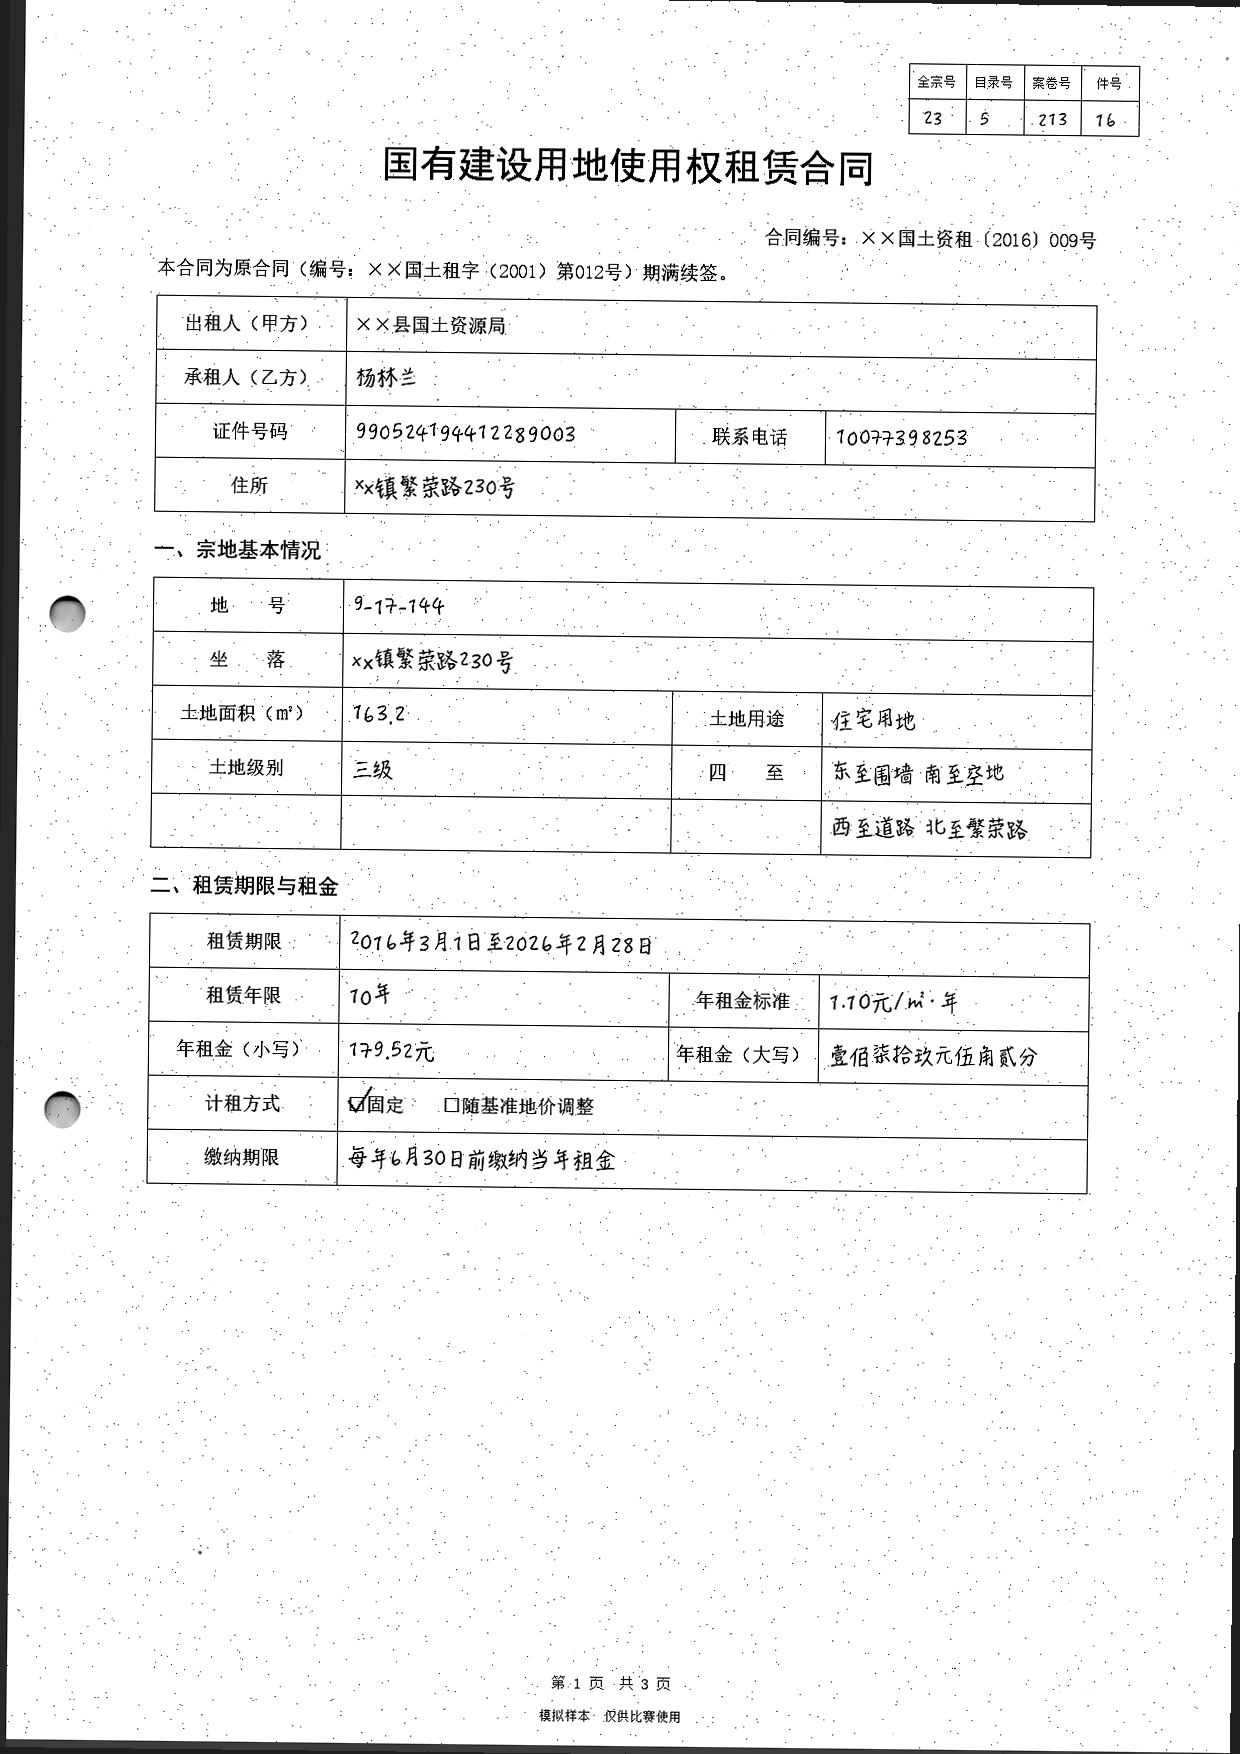 全宗号 目录号 案卷号 件号
23 5 213 16
国有建设用地使用权租赁合同
合同编号：××国土资租〔2016〕009号
本合同为原合同（编号：××国土租字（2001）第012号）期满续签。
出租人（甲方） ××县国土资源局
承租人（乙方） 杨林兰
证件号码 990524194412289003 联系电话 10077398253
住所 xx镇繁荣路230号
一、宗地基本情况
地 号 9-17-144
坐 落 xx镇繁荣路230号
土地面积（㎡） 163.2 土地用途 住宅用地
土地级别 三级 四 至 东至围墙 南至空地
西至道路 北至繁荣路
二、租赁期限与租金
租赁期限 2016年3月1日至2026年2月28日
租赁年限 10年 年租金标准 1.10元/㎡·年
年租金（小写） 179.52元 年租金（大写） 壹佰柒拾玖元伍角贰分
计租方式 ☑固定 □随基准地价调整
缴纳期限 每年6月30日前缴纳当年租金
第 1 页 共 3 页
模拟样本 仅供比赛使用